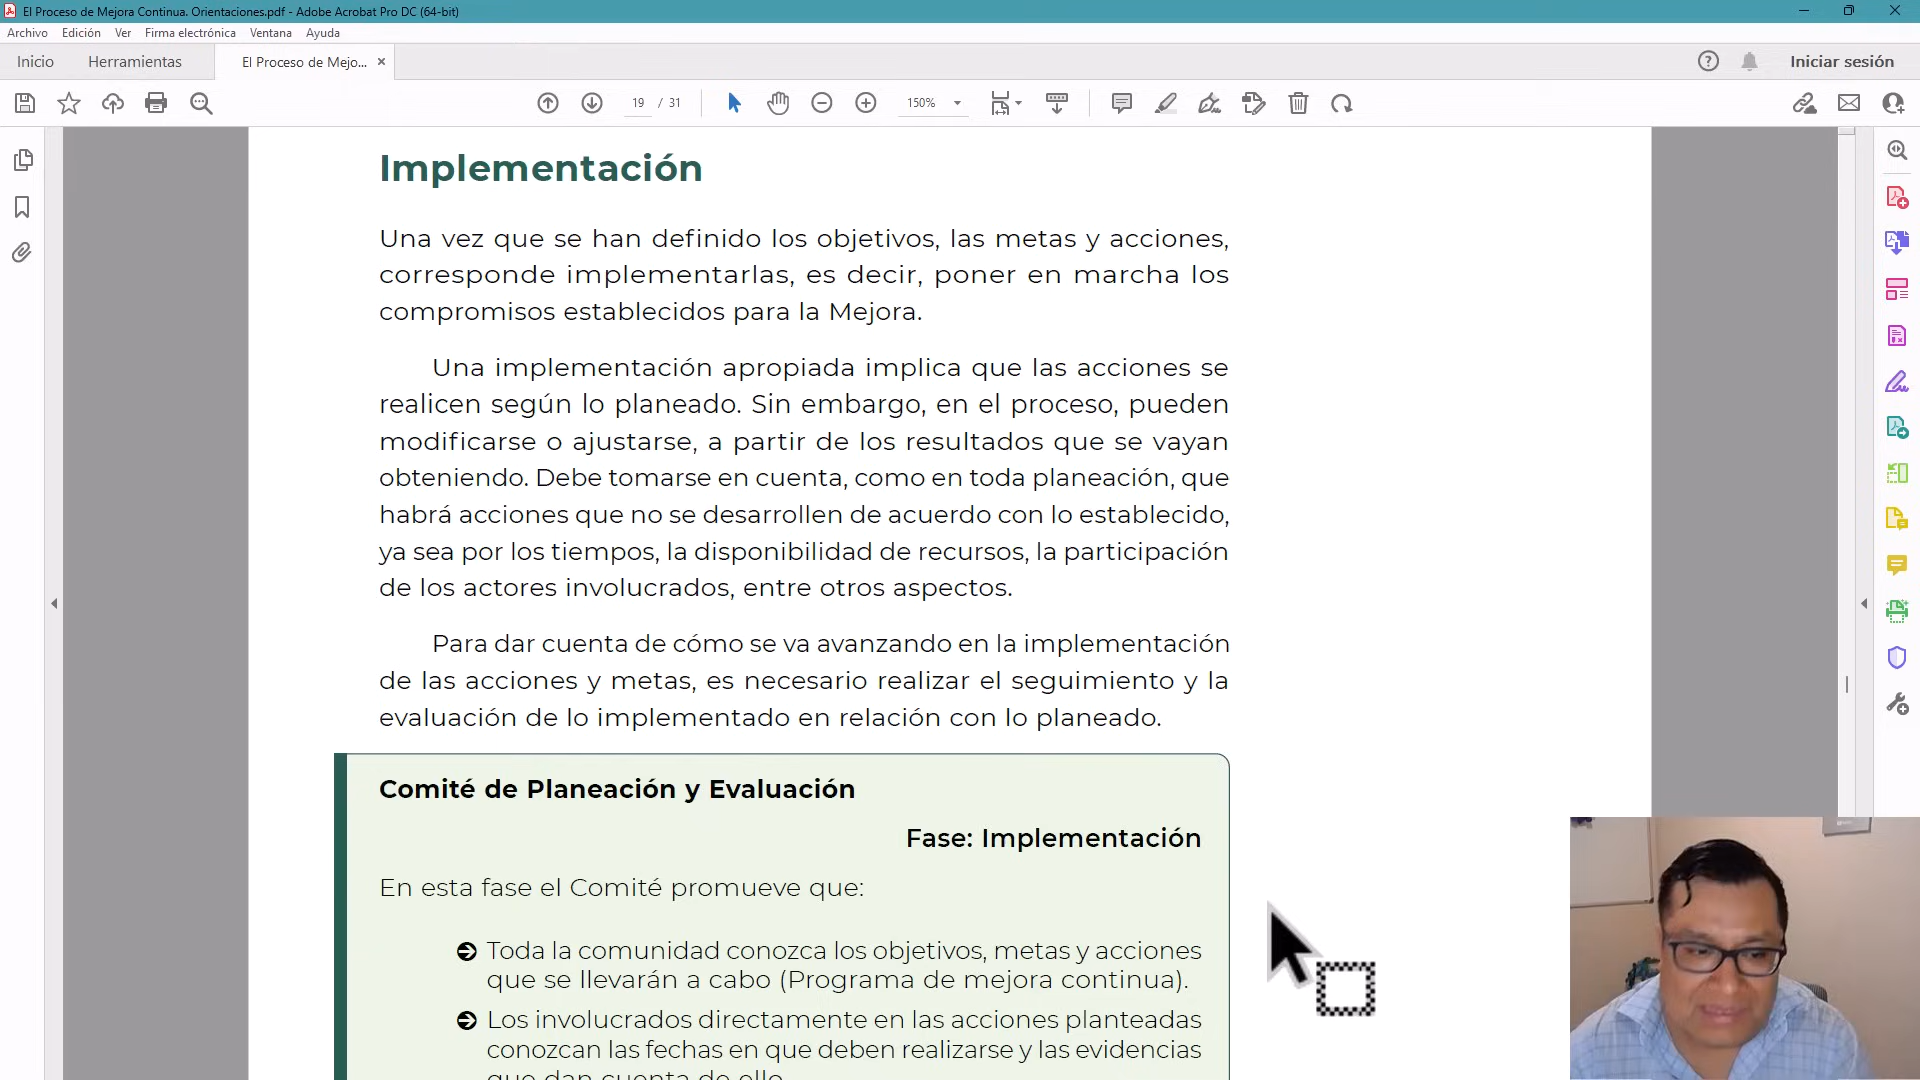 El Proceso de Mejora Continua. Orientaciones.pdf - Adobe Acrobat Pro DC (64-bit)
Archivo Edición Ver Firma electrónica Ventana Ayuda
Inicio Herramientas El Proceso de Mejo... Iniciar sesión
19 / 31 150%
Implementación
Una vez que se han definido los objetivos, las metas y acciones,
corresponde implementarlas, es decir, poner en marcha los
compromisos establecidos para la Mejora.
Una implementación apropiada implica que las acciones se
realicen según lo planeado. Sin embargo, en el proceso, pueden
modificarse o ajustarse, a partir de los resultados que se vayan
obteniendo. Debe tomarse en cuenta, como en toda planeación, que
habrá acciones que no se desarrollen de acuerdo con lo establecido,
ya sea por los tiempos, la disponibilidad de recursos, la participación
de los actores involucrados, entre otros aspectos.
Para dar cuenta de cómo se va avanzando en la implementación
de las acciones y metas, es necesario realizar el seguimiento y la
evaluación de lo implementado en relación con lo planeado.
Comité de Planeación y Evaluación
Fase: Implementación
En esta fase el Comité promueve que:
Toda la comunidad conozca los objetivos, metas y acciones
que se llevarán a cabo (Programa de mejora continua).
Los involucrados directamente en las acciones planteadas
conozcan las fechas en que deben realizarse y las evidencias
que dan cuenta de ello.